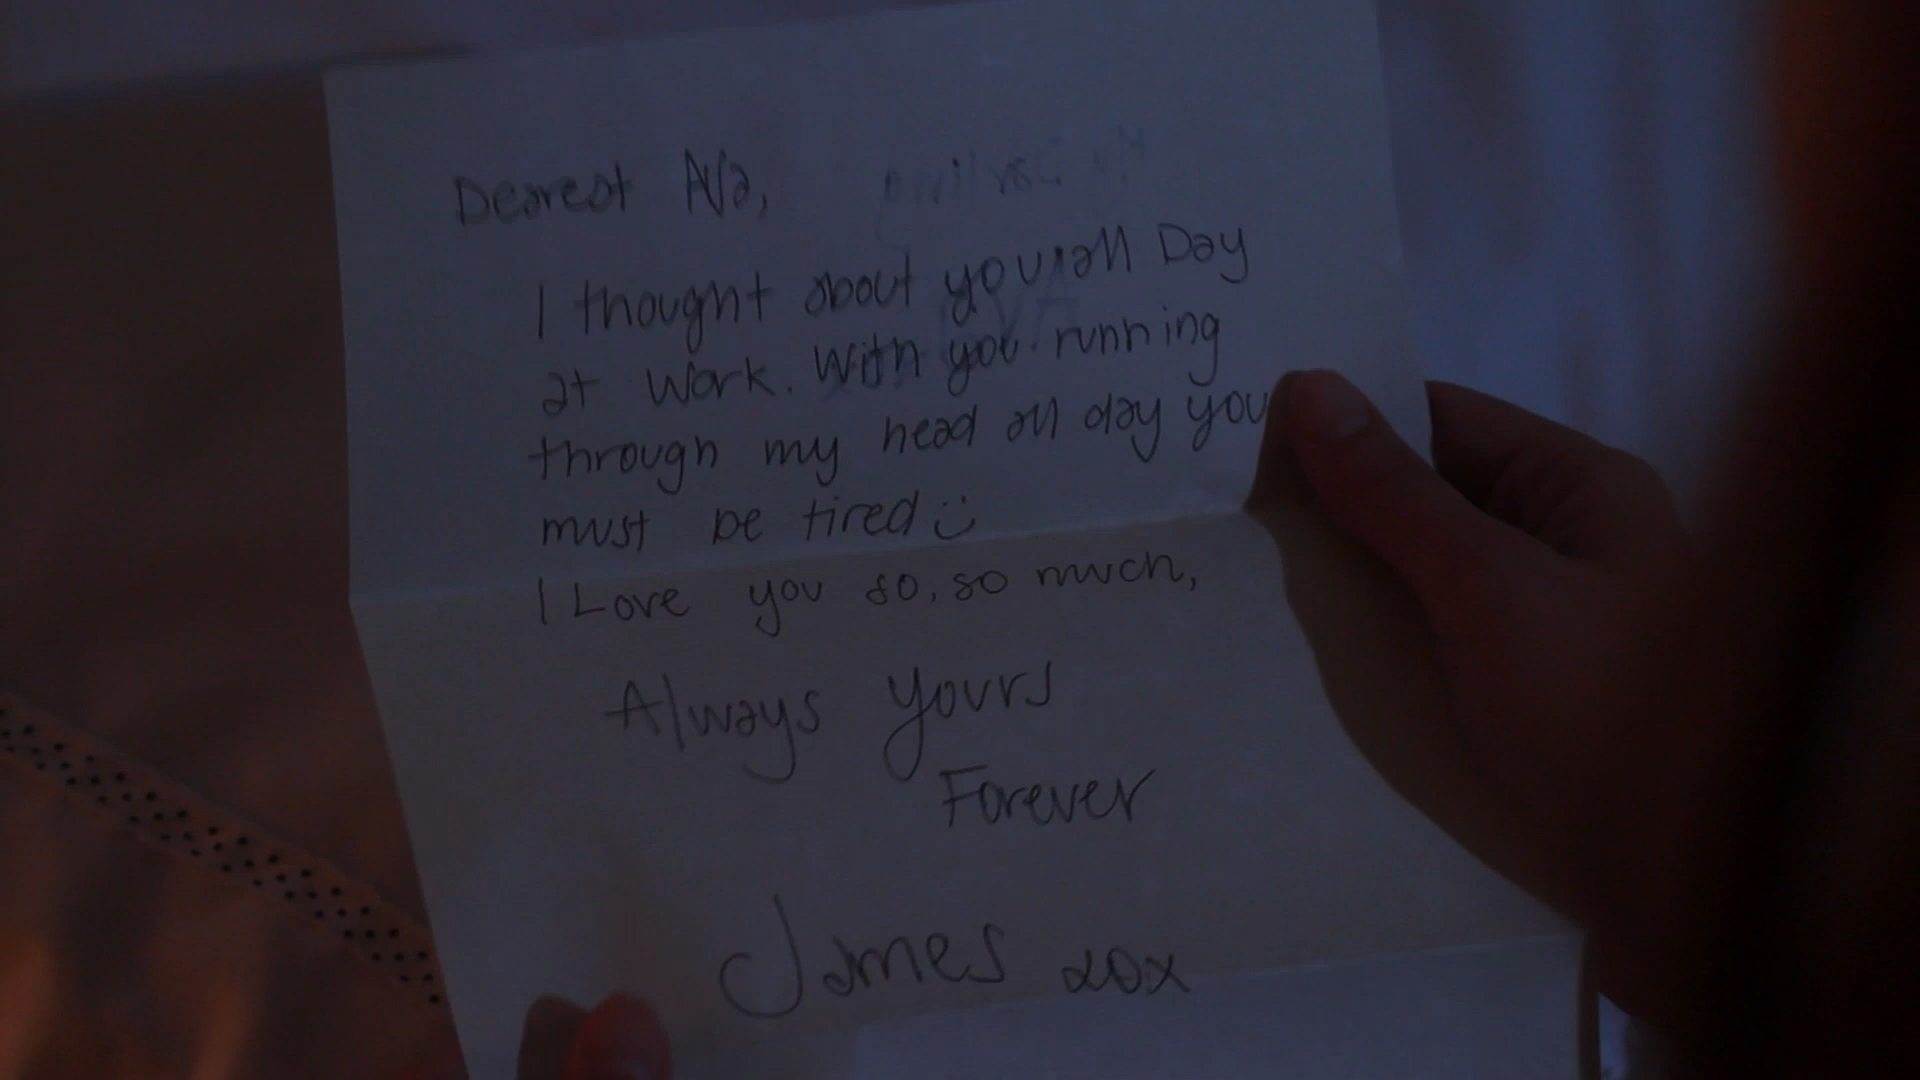 Dearest Ava,
I thought about you all Day
at work. With you running
through my head all day you
must be tired :)
I Love you so, so much,
Always yours
Forever
James xox